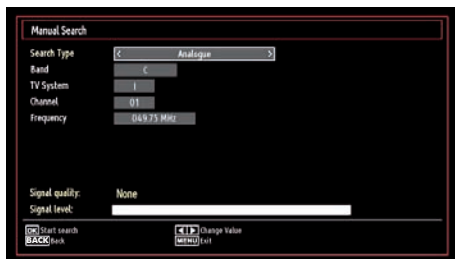 Manual Search
Search Type < Analogue >
Band C
TV System I
Channel 01
Frequency 049.75 MHz
Signal quality: None
Signal level:
OK Start search ◀▶ Change Value
BACK Back MENU Exit